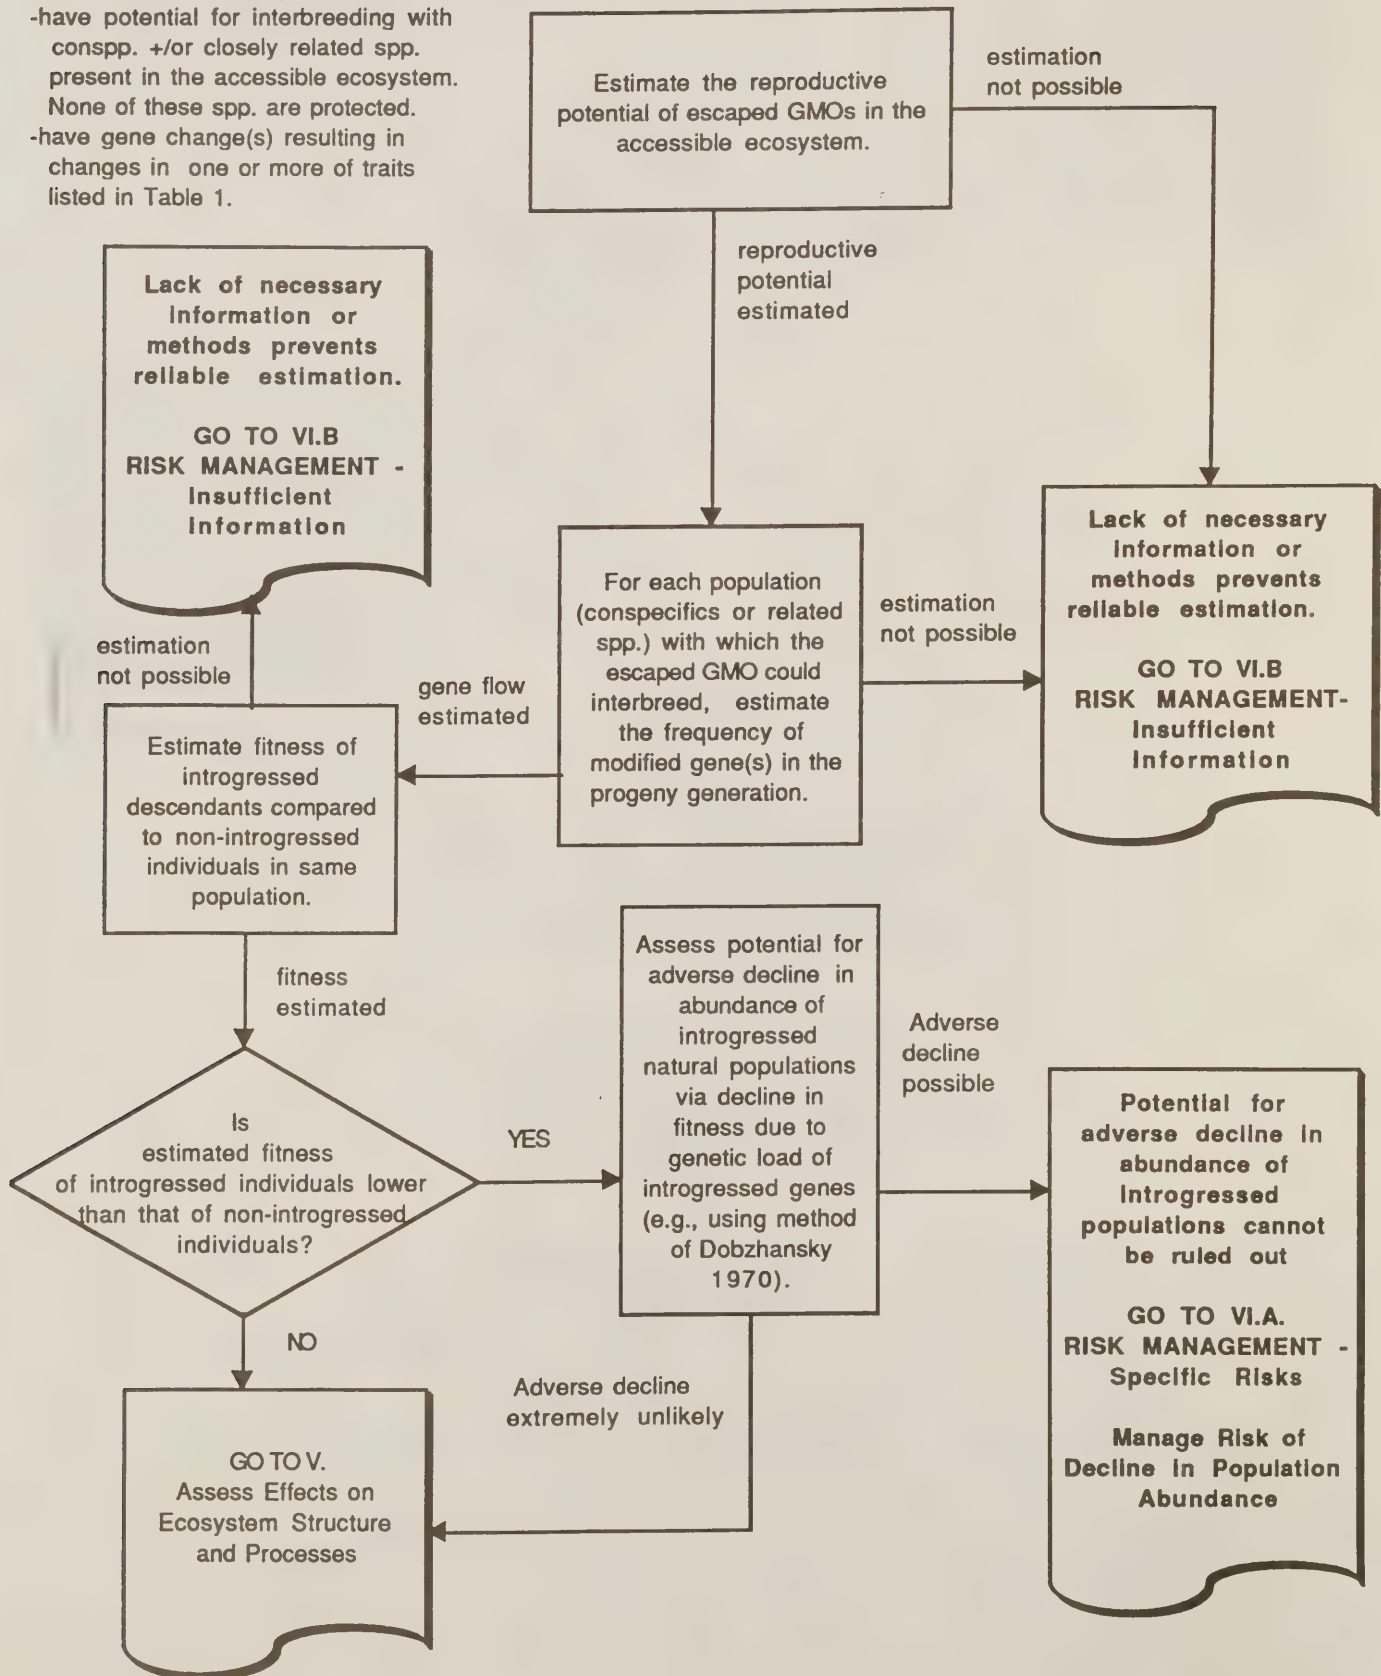 -have potential for interbreeding with
conspp. +/or closely related spp.
present in the accessible ecosystem.
None of these spp. are protected.
-have gene change(s) resulting in
changes in one or more of traits
listed in Table 1.
Estimate the reproductive
potential of escaped GMOs in the
accessible ecosystem.
estimation
not possible
reproductive
potential
estimated
Lack of necessary
Information or
methods prevents
reliable estimation.
GO TO VI.B
RISK MANAGEMENT -
Insufficient
Information
For each population
(conspecifics or related
spp.) with which the
escaped GMO could
interbreed, estimate
the frequency of
modified gene(s) in the
progeny generation.
estimation
not possible
Lack of necessary
Information or
methods prevents
reliable estimation.
GO TO VI.B
RISK MANAGEMENT-
Insufficient
Information
estimation
not possible
gene flow
estimated
Estimate fitness of
introgressed
descendants compared
to non-introgressed
individuals in same
population.
fitness
estimated
Is
estimated fitness
of introgressed individuals lower
than that of non-introgressed
individuals?
YES
NO
Assess potential for
adverse decline in
abundance of
introgressed
natural populations
via decline in
fitness due to
genetic load of
introgressed genes
(e.g., using method
of Dobzhansky
1970).
Adverse
decline
possible
Potential for
adverse decline in
abundance of
Introgressed
populations cannot
be ruled out
GO TO VI.A.
RISK MANAGEMENT -
Specific Risks
Manage Risk of
Decline in Population
Abundance
Adverse decline
extremely unlikely
GO TO V.
Assess Effects on
Ecosystem Structure
and Processes